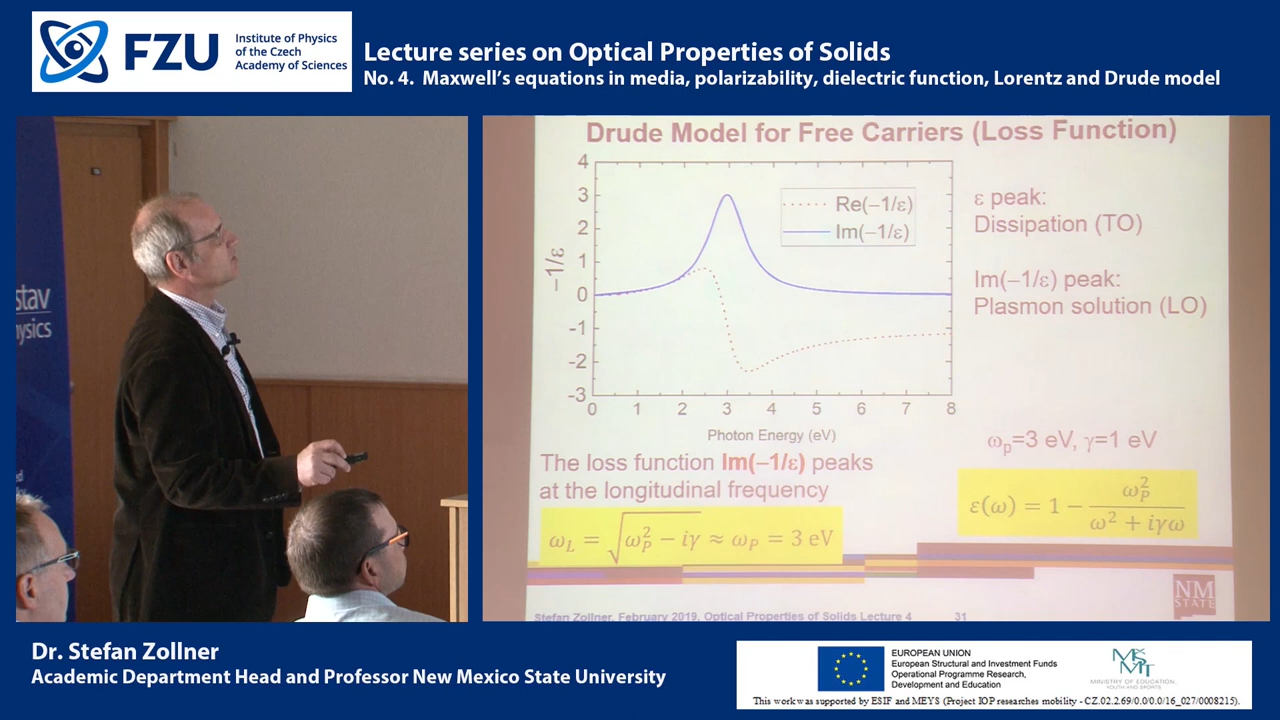 FZU
Institute of Physics
of the Czech
Academy of Sciences
Lecture series on Optical Properties of Solids
No. 4. Maxwell's equations in media, polarizability, dielectric function, Lorentz and Drude model
stav
ysics
Drude Model for Free Carriers (Loss Function)
4
3
2
1
0
-1
-2
-3
−1/ε
Re(−1/ε)
Im(−1/ε)
0 1 2 3 4 5 6 7 8
Photon Energy (eV)
ε peak:
Dissipation (TO)
Im(−1/ε) peak:
Plasmon solution (LO)
ωp=3 eV, γ=1 eV
The loss function Im(−1/ε) peaks
at the longitudinal frequency
ω_L = √(ω_P^2 − iγ) ≈ ω_P = 3 eV
ε(ω) = 1 − ω_P^2 / (ω^2 + iγω)
Stefan Zollner, February 2019, Optical Properties of Solids Lecture 4 31
NM
STATE
Dr. Stefan Zollner
Academic Department Head and Professor New Mexico State University
EUROPEAN UNION
European Structural and Investment Funds
Operational Programme Research,
Development and Education
MINISTRY OF EDUCATION,
YOUTH AND SPORTS
This work was supported by ESIF and MEYS (Project IOP researches mobility - CZ.02.2.69/0.0/0.0/16_027/0008215).